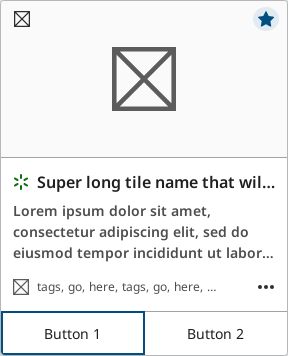 Super long tile name that wil...
Lorem ipsum dolor sit amet,
consectetur adipiscing elit, sed do
eiusmod tempor incididunt ut labor...
tags, go, here, tags, go, here, ...
Button 1
Button 2